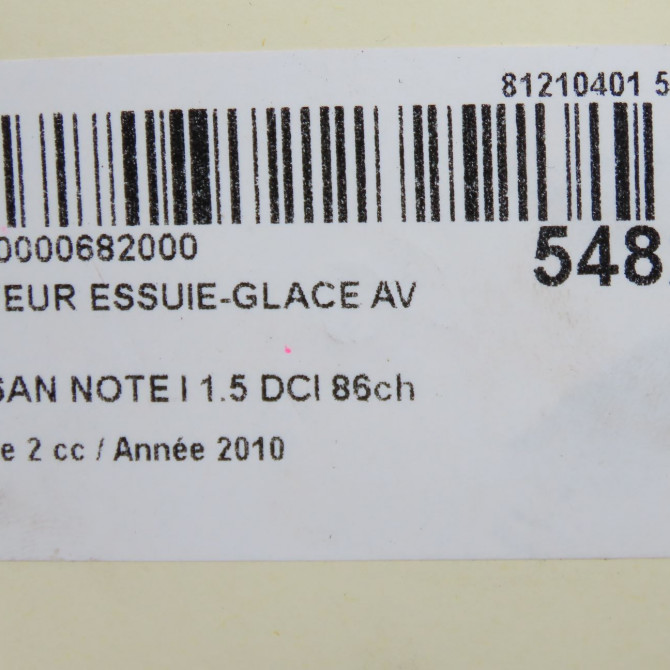 81210401 5
0000682000
548
EUR ESSUIE-GLACE AV
SAN NOTE I 1.5 DCI 86ch
e 2 cc / Année 2010